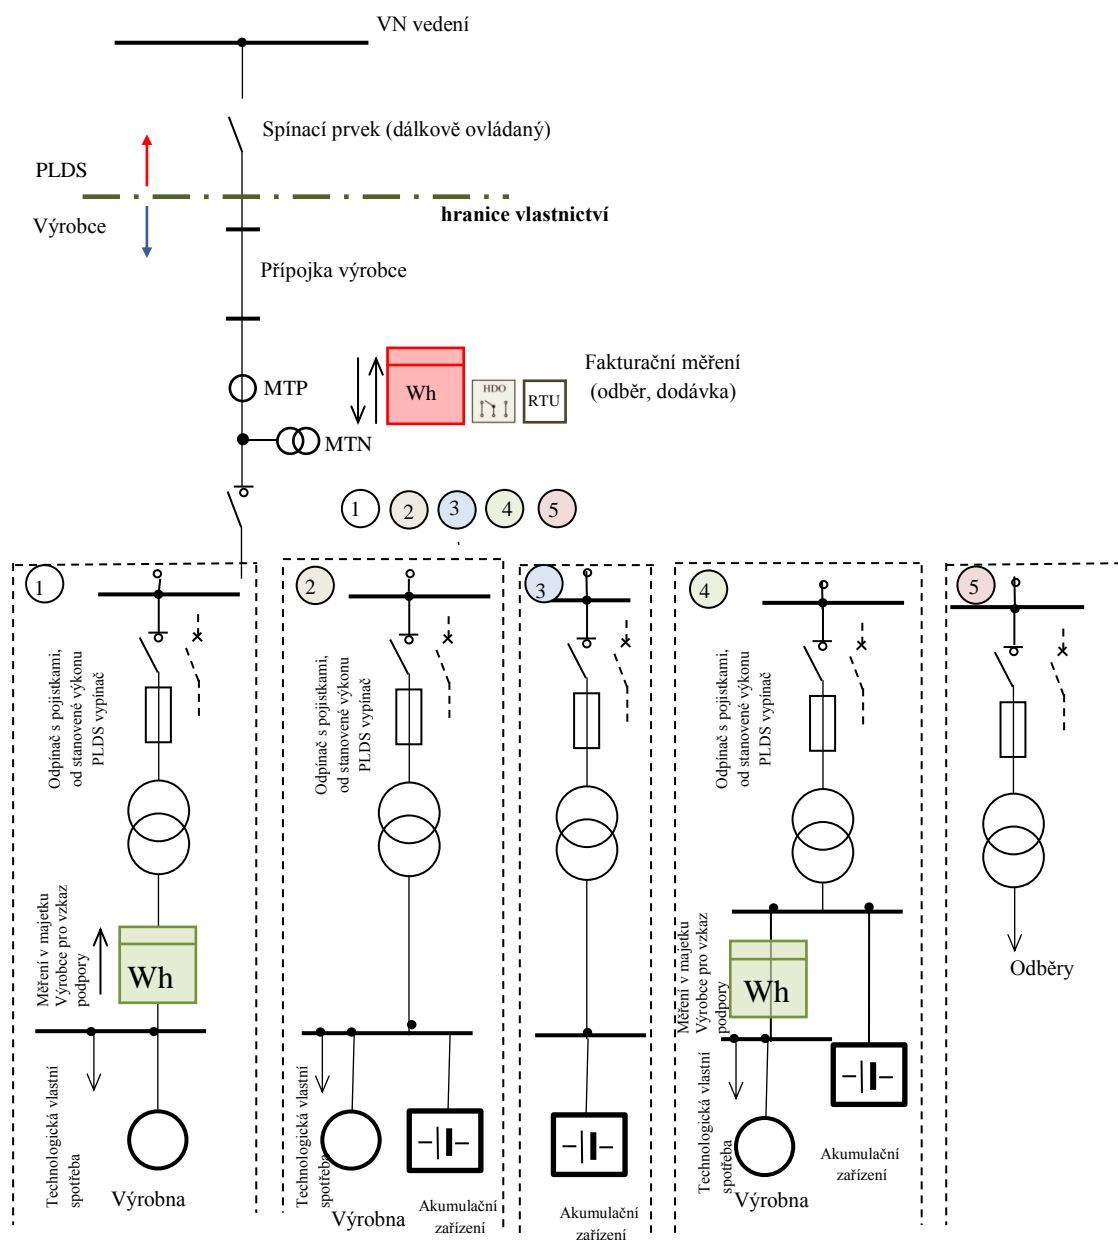 VN vedení
Spínací prvek (dálkově ovládaný)
PLDS
hranice vlastnictví
Výrobce
Přípojka výrobce
MTP
Wh
HDO
RTU
Fakturační měření
(odběr, dodávka)
MTN
1
2
3
4
5
1
Odpínač s pojistkami,
od stanovené výkonu
PLDS vypínač
Měření v majetku
Výrobce pro vzkaz
podpory
Wh
Technologická vlastní
spotřeba
Výrobna
2
Odpínač s pojistkami,
od stanovené výkonu
PLDS vypínač
Technologická vlastní
spotřeba
Výrobna
Akumulační
zařízení
3
Akumulační
zařízení
4
Odpínač s pojistkami,
od stanovené výkonu
PLDS vypínač
Měření v majetku
Výrobce pro vzkaz
podpory
Wh
Technologická vlastní
spotřeba
Výrobna
Akumulační
zařízení
5
Odběry